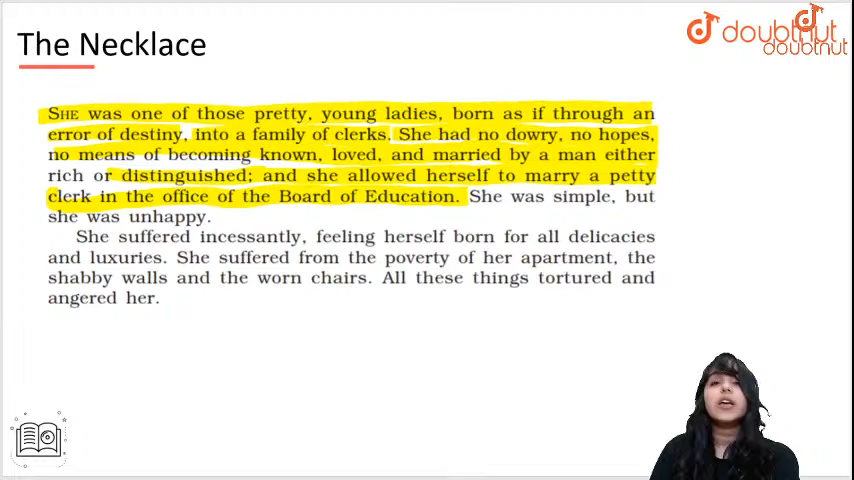 The Necklace
doubtnut
doubtnut
SHE was one of those pretty, young ladies, born as if through an
error of destiny, into a family of clerks. She had no dowry, no hopes,
no means of becoming known, loved, and married by a man either
rich or distinguished; and she allowed herself to marry a petty
clerk in the office of the Board of Education. She was simple, but
she was unhappy.
She suffered incessantly, feeling herself born for all delicacies
and luxuries. She suffered from the poverty of her apartment, the
shabby walls and the worn chairs. All these things tortured and
angered her.